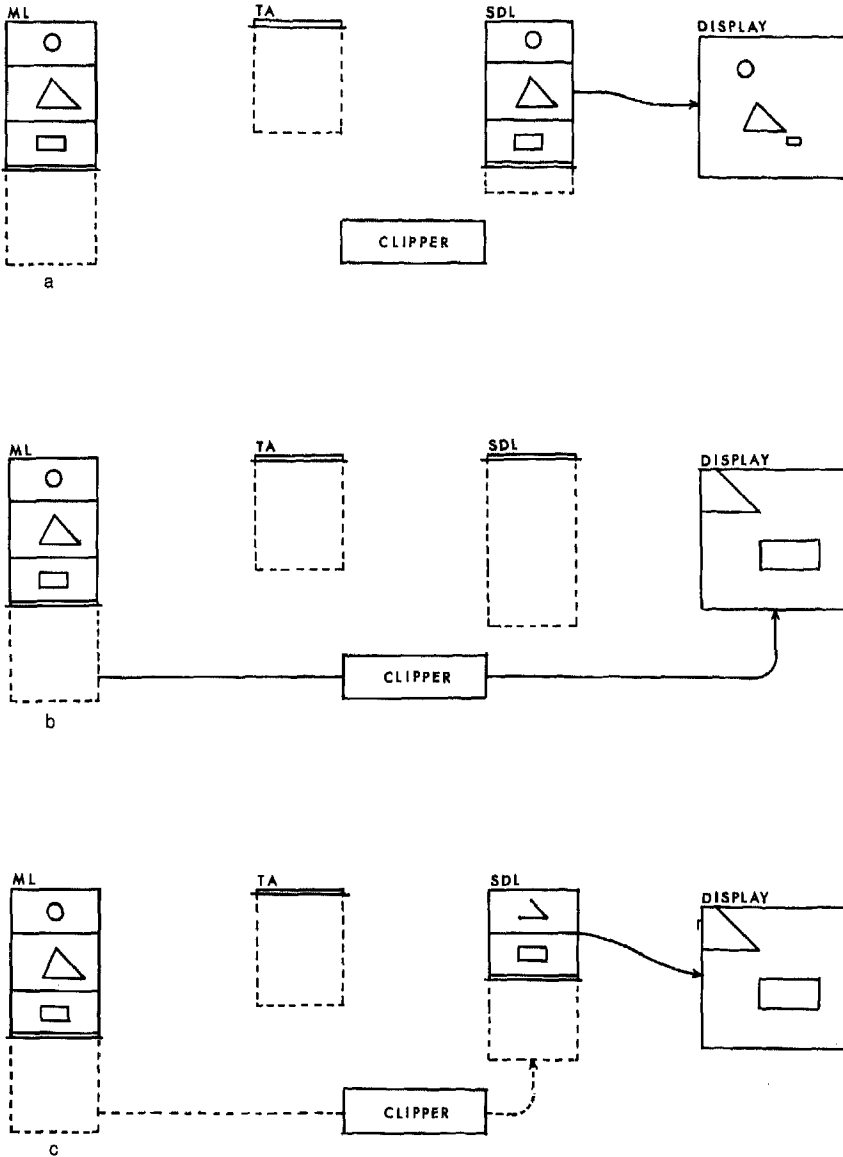 ML
TA
SDL
DISPLAY
CLIPPER
a
ML
TA
SDL
DISPLAY
CLIPPER
b
ML
TA
SDL
DISPLAY
CLIPPER
c